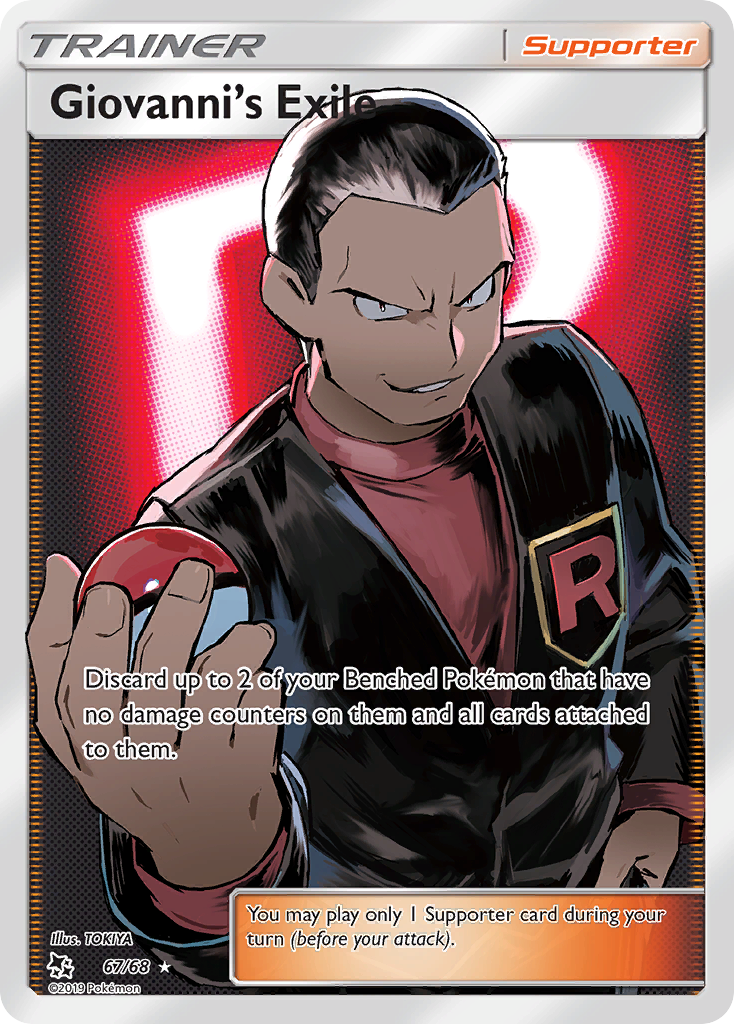 TRAINER
Supporter
Giovanni's Exile
R
Discard up to 2 of your Benched Pokémon that have
no damage counters on them and all cards attached
to them.
You may play only 1 Supporter card during your
turn (before your attack).
Illus. TOKIYA
67/68
©2019 Pokémon